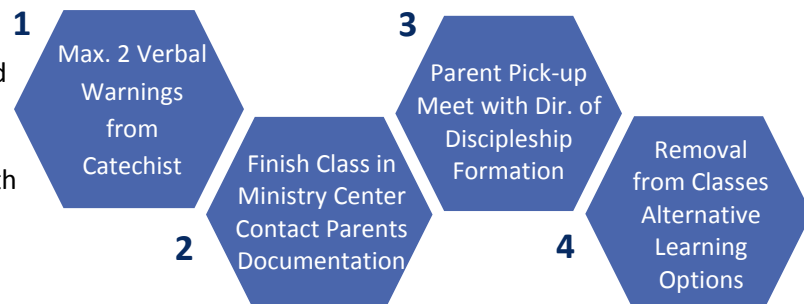 1
Max. 2 Verbal
Warnings
from
Catechist
2
Finish Class in
Ministry Center
Contact Parents
Documentation
3
Parent Pick-up
Meet with Dir. of
Discipleship
Formation
4
Removal
from Classes
Alternative
Learning
Options